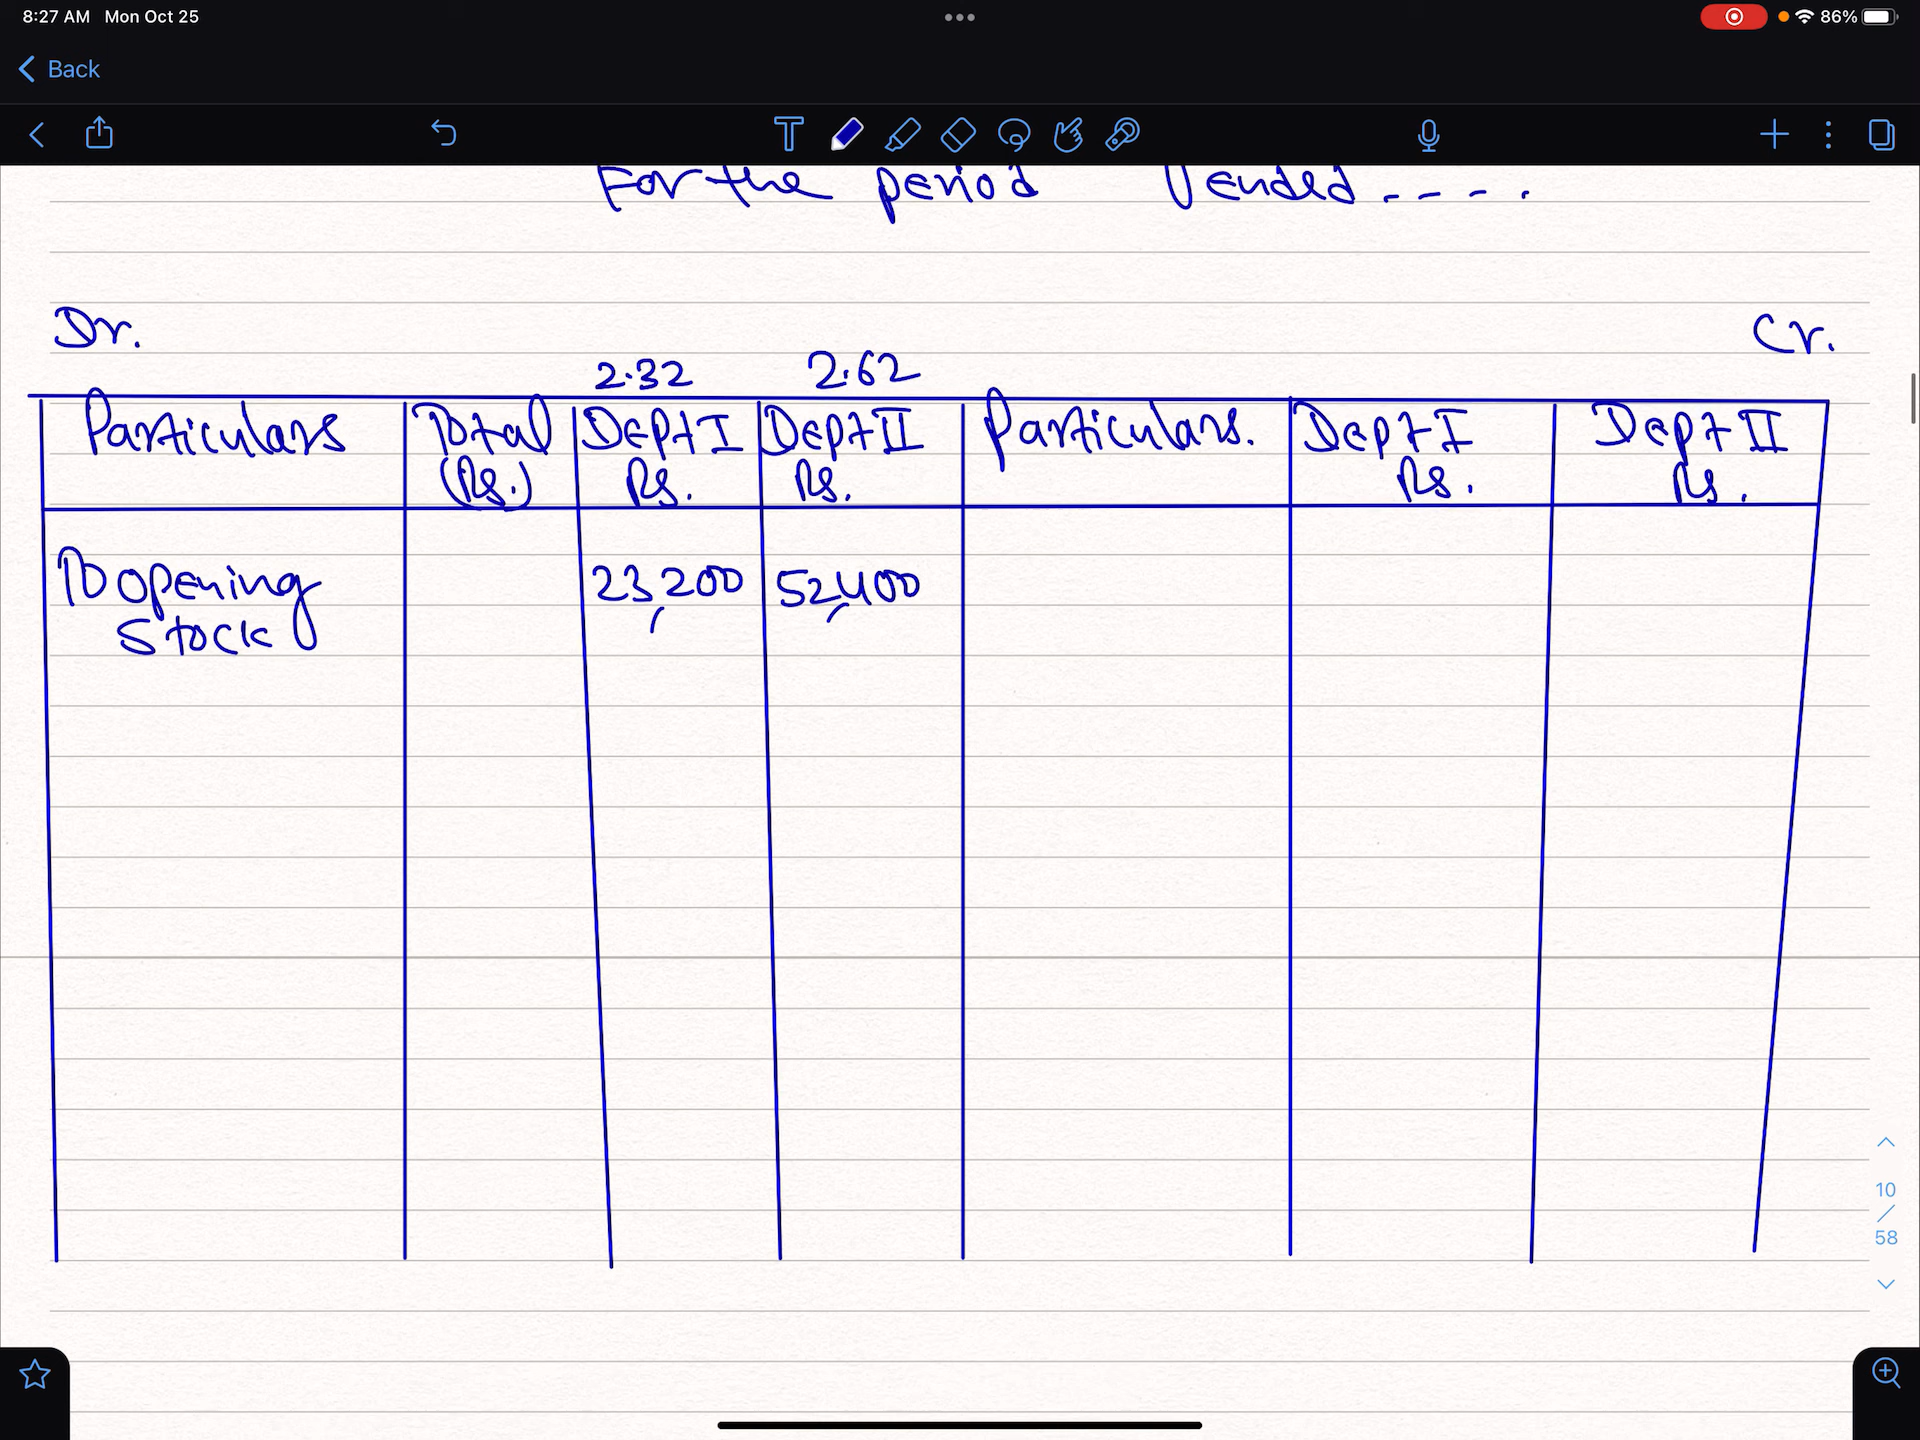 8:27 AM Mon Oct 25
86%
Back
For the period ended - - - - .
Dr.
Cr.
2.32 2.62
Particulars Total (Rs.) Dept I Rs. Dept II Rs. Particulars. Dept I Rs. Dept II Rs.
To Opening 23,200 52,400
Stock
10
/
58